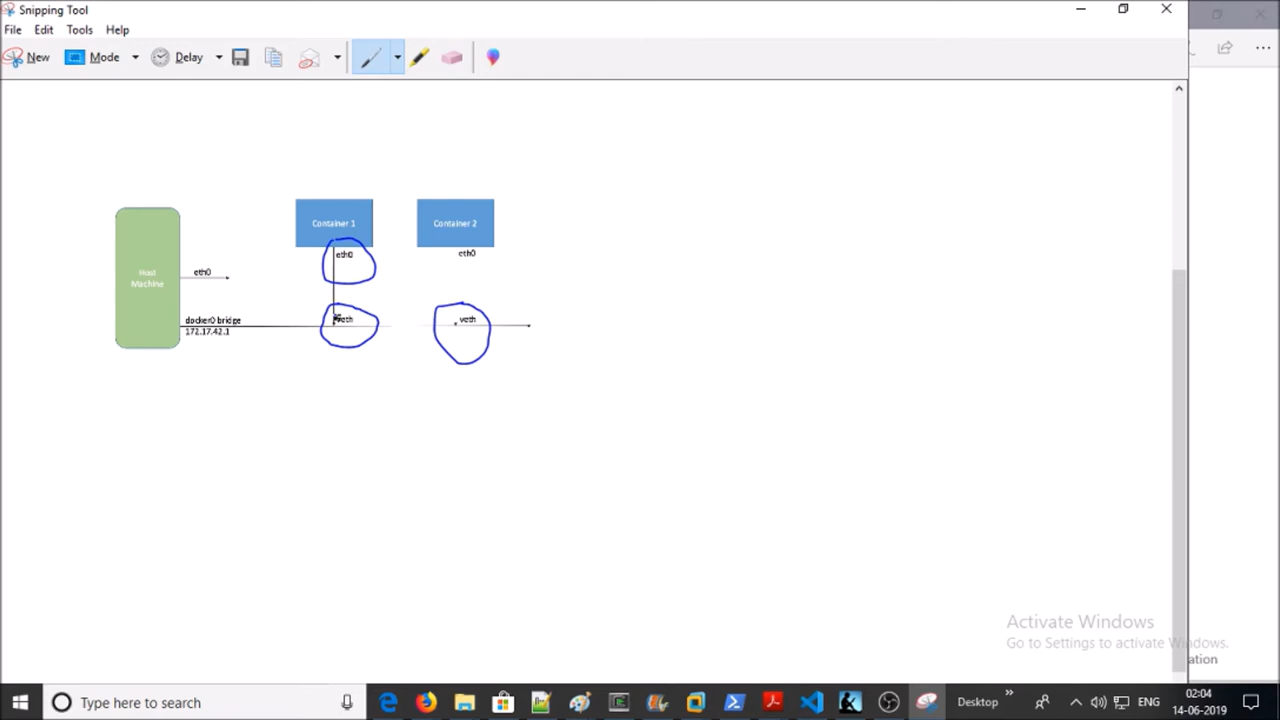 Snipping Tool
File Edit Tools Help
New Mode Delay
Container 1 Container 2
eth0 eth0
Host
Machine
eth0
docker0 bridge
172.17.42.1
veth
Activate Windows
Go to Settings to activate Windows.
ation
Type here to search
Desktop
ENG
02:04
14-06-2019